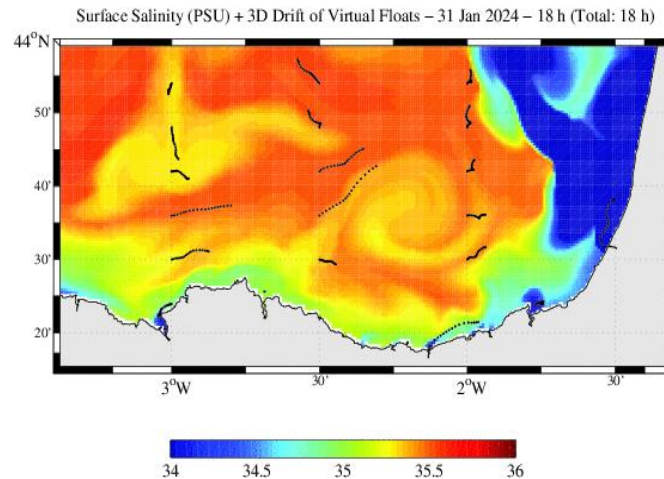 Surface Salinity (PSU) + 3D Drift of Virtual Floats – 31 Jan 2024 – 18 h (Total: 18 h)
44°N
50'
40'
30'
20'
3°W 30' 2°W 30'
34 34.5 35 35.5 36